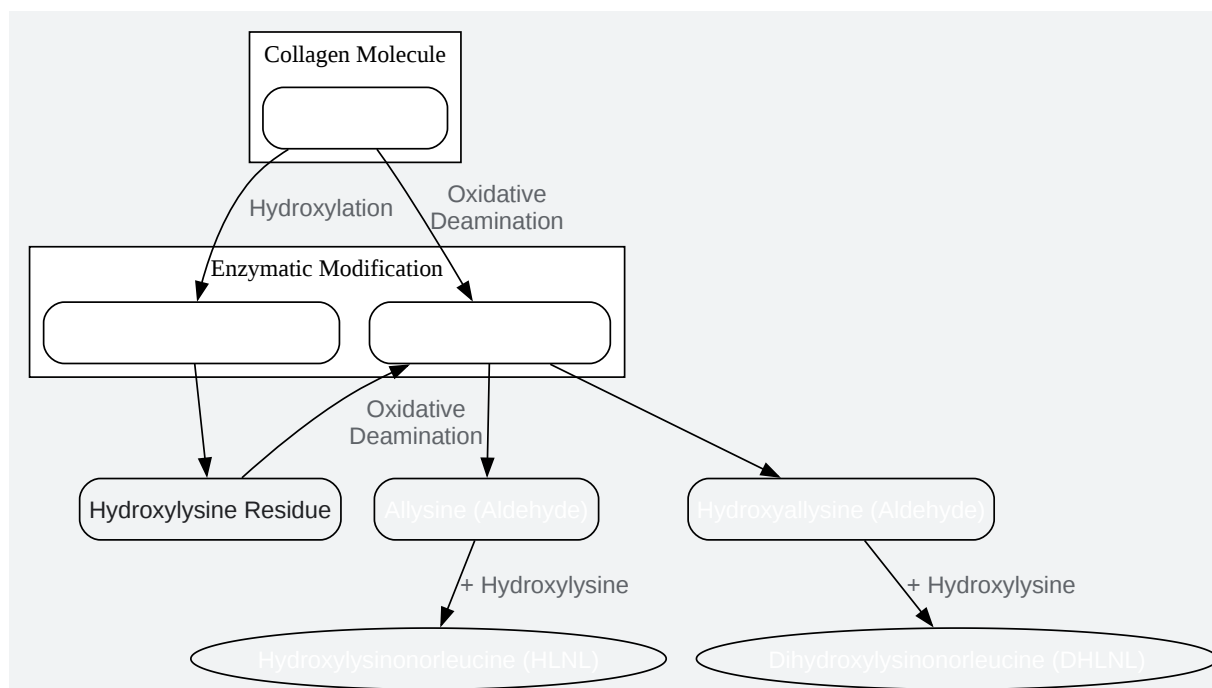 Collagen Molecule
Hydroxylation
Oxidative
Deamination
Enzymatic Modification
Oxidative
Deamination
Hydroxylysine Residue
Allysine (Aldehyde)
Hydroxyallysine (Aldehyde)
+ Hydroxylysine
+ Hydroxylysine
Hydroxylysinonorleucine (HLNL)
Dihydroxylysinonorleucine (DHLNL)